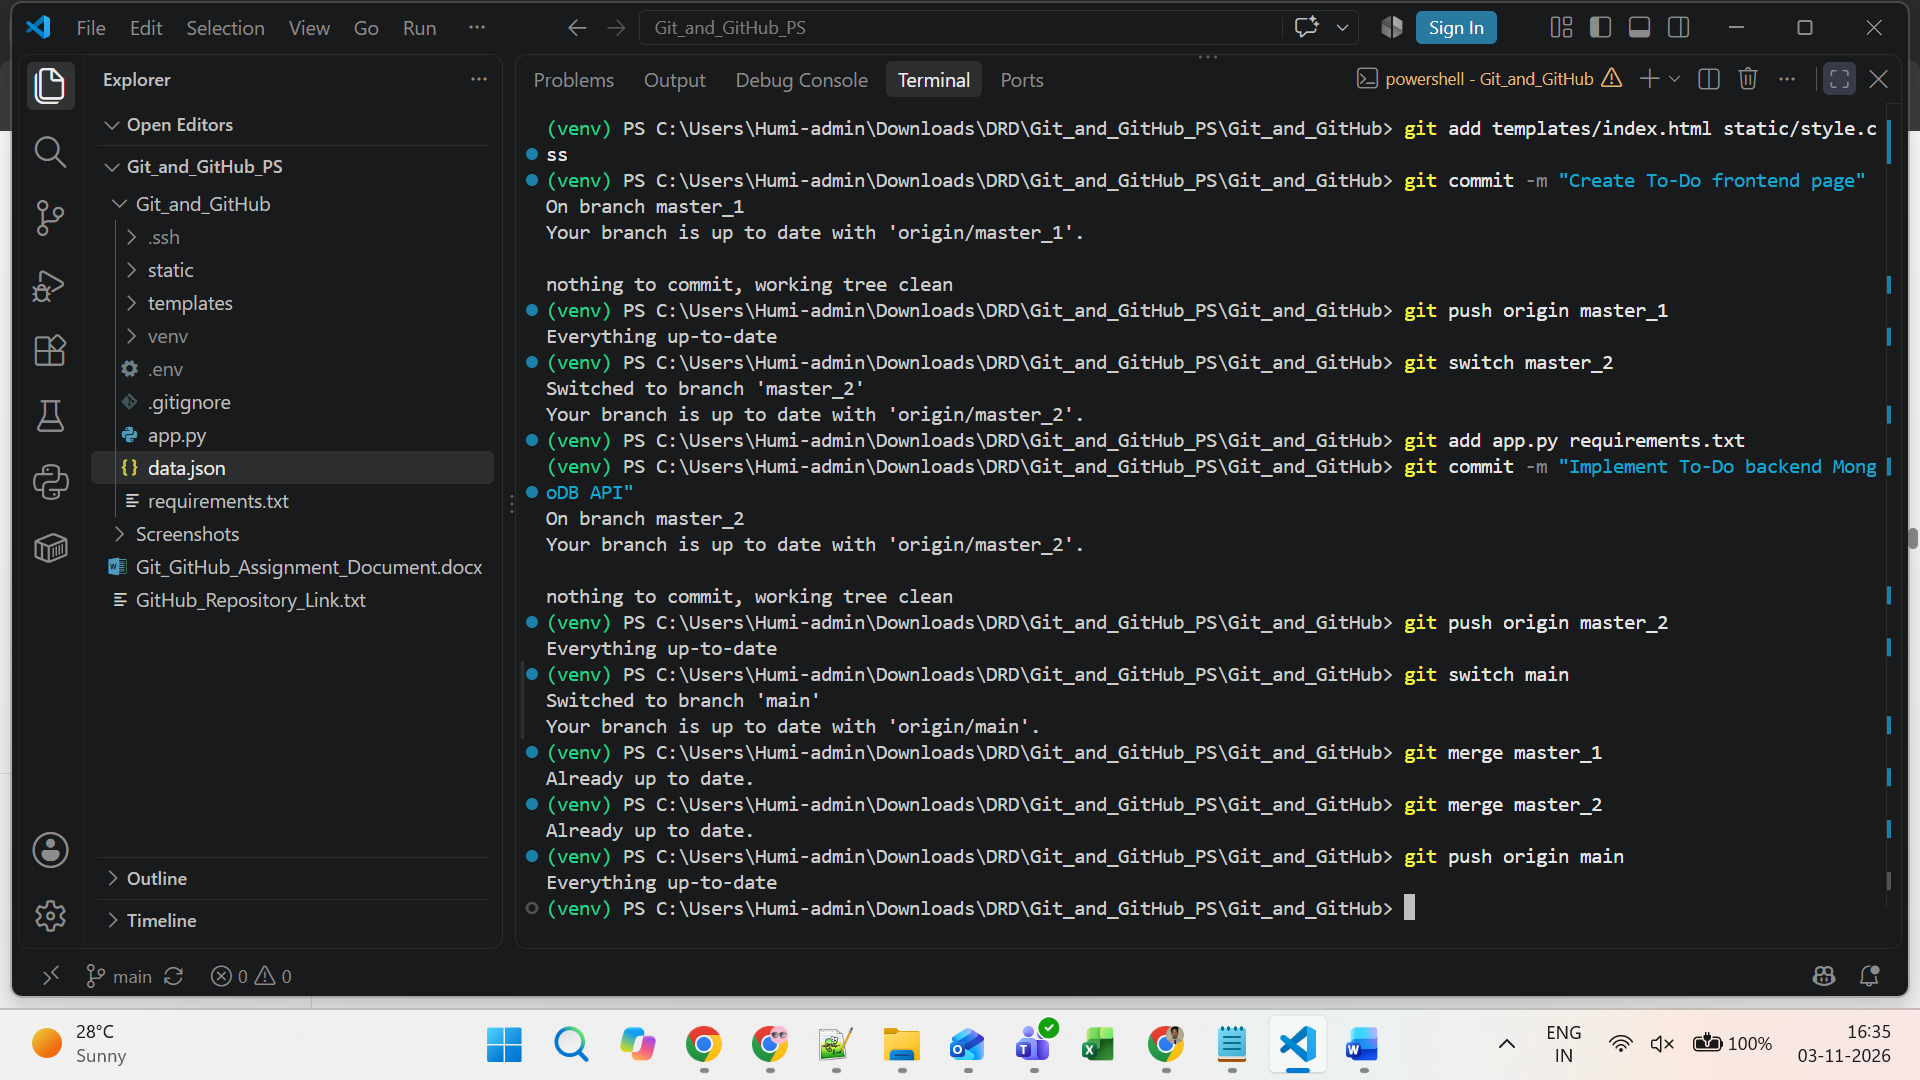 File Edit Selection View Go Run ···
Git_and_GitHub_PS
Sign In
Explorer
Open Editors
Git_and_GitHub_PS
Git_and_GitHub
.ssh
static
templates
venv
.env
.gitignore
app.py
{} data.json
requirements.txt
Screenshots
Git_GitHub_Assignment_Document.docx
GitHub_Repository_Link.txt
Outline
Timeline
Problems Output Debug Console Terminal Ports
powershell - Git_and_GitHub
(venv) PS C:\Users\Humi-admin\Downloads\DRD\Git_and_GitHub_PS\Git_and_GitHub> git add templates/index.html static/style.c
ss
(venv) PS C:\Users\Humi-admin\Downloads\DRD\Git_and_GitHub_PS\Git_and_GitHub> git commit -m "Create To-Do frontend page"
On branch master_1
Your branch is up to date with 'origin/master_1'.
nothing to commit, working tree clean
(venv) PS C:\Users\Humi-admin\Downloads\DRD\Git_and_GitHub_PS\Git_and_GitHub> git push origin master_1
Everything up-to-date
(venv) PS C:\Users\Humi-admin\Downloads\DRD\Git_and_GitHub_PS\Git_and_GitHub> git switch master_2
Switched to branch 'master_2'
Your branch is up to date with 'origin/master_2'.
(venv) PS C:\Users\Humi-admin\Downloads\DRD\Git_and_GitHub_PS\Git_and_GitHub> git add app.py requirements.txt
(venv) PS C:\Users\Humi-admin\Downloads\DRD\Git_and_GitHub_PS\Git_and_GitHub> git commit -m "Implement To-Do backend Mong
oDB API"
On branch master_2
Your branch is up to date with 'origin/master_2'.
nothing to commit, working tree clean
(venv) PS C:\Users\Humi-admin\Downloads\DRD\Git_and_GitHub_PS\Git_and_GitHub> git push origin master_2
Everything up-to-date
(venv) PS C:\Users\Humi-admin\Downloads\DRD\Git_and_GitHub_PS\Git_and_GitHub> git switch main
Switched to branch 'main'
Your branch is up to date with 'origin/main'.
(venv) PS C:\Users\Humi-admin\Downloads\DRD\Git_and_GitHub_PS\Git_and_GitHub> git merge master_1
Already up to date.
(venv) PS C:\Users\Humi-admin\Downloads\DRD\Git_and_GitHub_PS\Git_and_GitHub> git merge master_2
Already up to date.
(venv) PS C:\Users\Humi-admin\Downloads\DRD\Git_and_GitHub_PS\Git_and_GitHub> git push origin main
Everything up-to-date
(venv) PS C:\Users\Humi-admin\Downloads\DRD\Git_and_GitHub_PS\Git_and_GitHub>
main 0 0
28°C
Sunny
ENG
IN
100%
16:35
03-11-2026